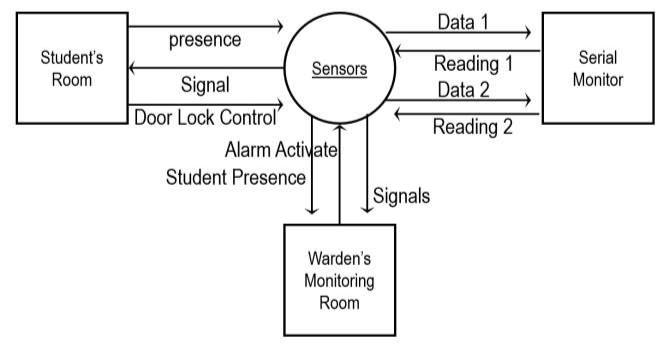 Student's
Room
presence
Signal
Door Lock Control
Sensors
Data 1
Reading 1
Data 2
Reading 2
Serial
Monitor
Alarm Activate
Student Presence
Signals
Warden's
Monitoring
Room